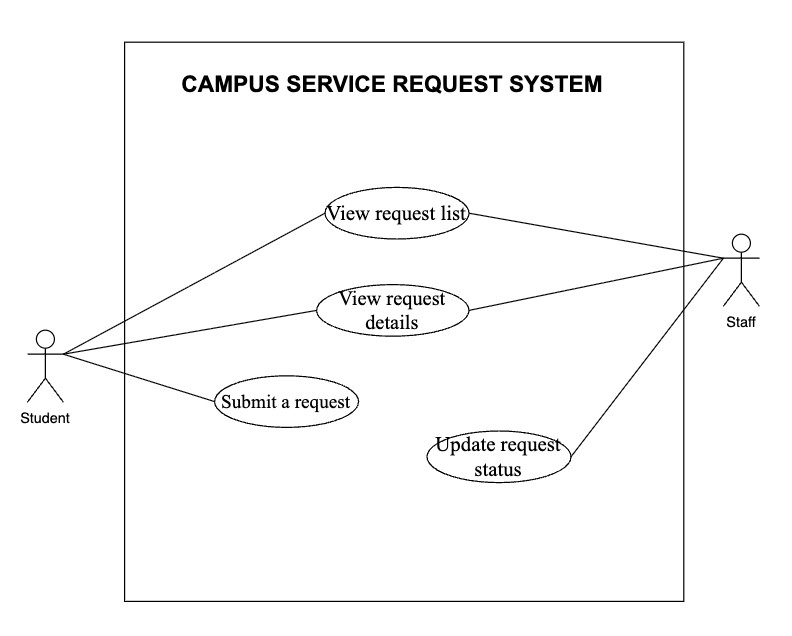 CAMPUS SERVICE REQUEST SYSTEM
View request list
View request
details
Submit a request
Update request
status
Student
Staff